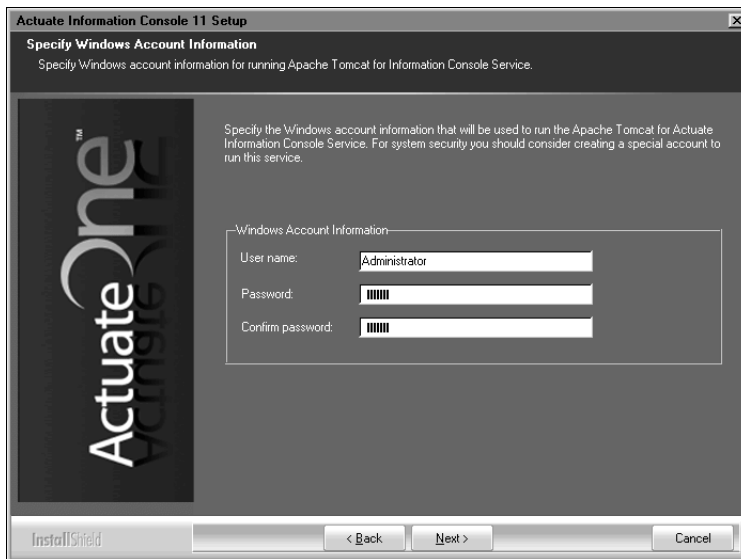 Actuate Information Console 11 Setup
Specify Windows Account Information
Specify Windows account information for running Apache Tomcat for Information Console Service.
ActuateOne™
Specify the Windows account information that will be used to run the Apache Tomcat for Actuate
Information Console Service. For system security you should consider creating a special account to
run this service.
Windows Account Information
User name:
Administrator
Password:
Confirm password:
InstallShield
< Back
Next >
Cancel